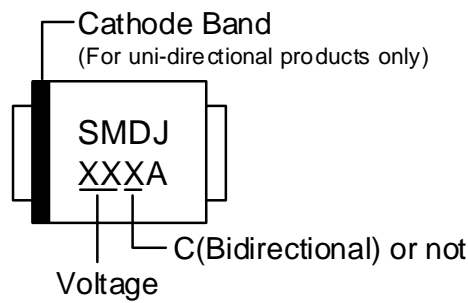 Cathode Band
(For uni-directional products only)
SMDJ
XXXA
C(Bidirectional) or not
Voltage